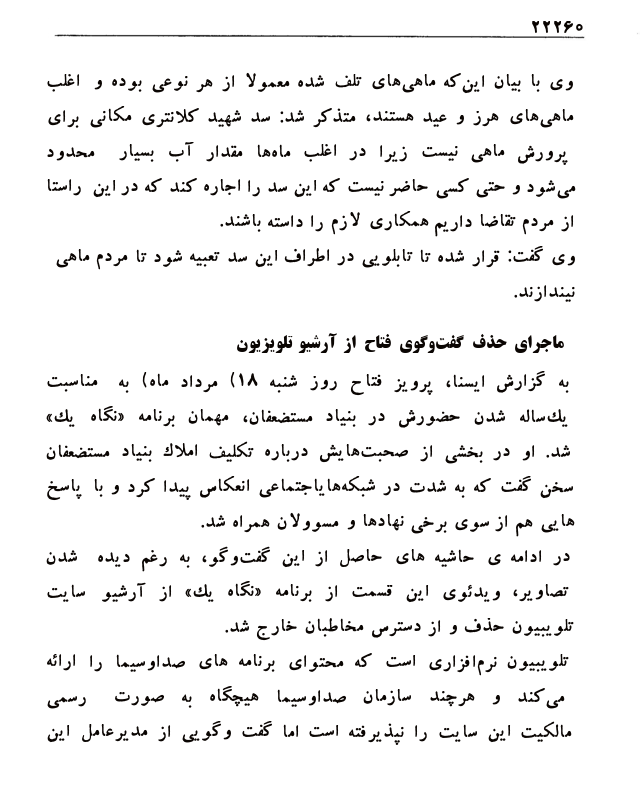 ۲۲۲۶۰
وی با بیان این‌که ماهی‌های تلف شده معمولا از هر نوعی بوده و اغلب
ماهی‌های هرز و عید هستند، متذکر شد: سد شهید کلانتری مکانی برای
پرورش ماهی نیست زیرا در اغلب ماه‌ها مقدار آب بسیار محدود
می‌شود و حتی کسی حاضر نیست که این سد را اجاره کند که در این راستا
از مردم تقاضا داریم همکاری لازم را داسته باشند.
وی گفت: قرار شده تا تابلویی در اطراف این سد تعبیه شود تا مردم ماهی
نیندازند.
ماجرای حذف گفت‌وگوی فتاح از آرشیو تلویزیون
به گزارش ایسنا، پرویز فتاح روز شنبه ۱۸) مرداد ماه) به مناسبت
یك‌ساله شدن حضورش در بنیاد مستضعفان، مهمان برنامه «نگاه یك»
شد. او در بخشی از صحبت‌هایش درباره تکلیف املاك بنیاد مستضعفان
سخن گفت که به شدت در شبکه‌هایاجتماعی انعکاس پیدا کرد و با پاسخ
هایی هم از سوی برخی نهادها و مسوولان همراه شد.
در ادامه ی حاشیه های حاصل از این گفت‌وگو، به رغم دیده شدن
تصاویر، ویدئوی این قسمت از برنامه «نگاه یك» از آرشیو سایت
تلویبیون حذف و از دسترس مخاطبان خارج شد.
تلویبیون نرم‌افزاری است که محتوای برنامه های صداوسیما را ارائه
می‌کند و هرچند سازمان صداوسیما هیچگاه به صورت رسمی
مالکیت این سایت را نپذیرفته است اما گفت وگویی از مدیرعامل این